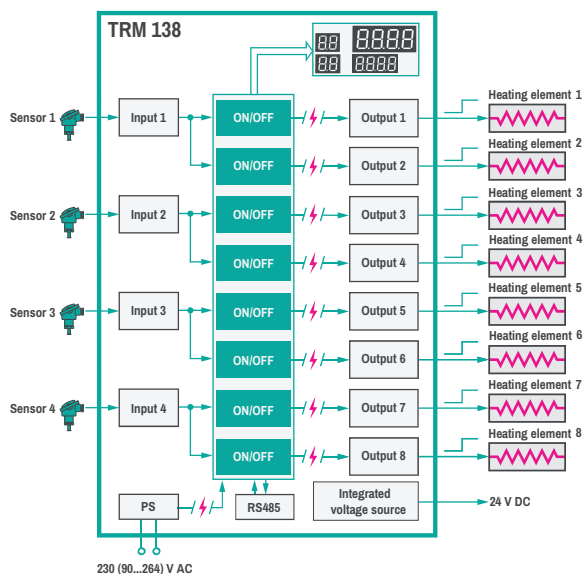 TRM 138
88 8888
88 8888
Heating element 1
Sensor 1
Input 1
ON/OFF
Output 1
Heating element 2
ON/OFF
Output 2
Heating element 3
Sensor 2
Input 2
ON/OFF
Output 3
Heating element 4
ON/OFF
Output 4
Heating element 5
Sensor 3
Input 3
ON/OFF
Output 5
Heating element 6
ON/OFF
Output 6
Heating element 7
Sensor 4
Input 4
ON/OFF
Output 7
Heating element 8
ON/OFF
Output 8
PS
RS485
Integrated
voltage source
24 V DC
230 (90...264) V AC